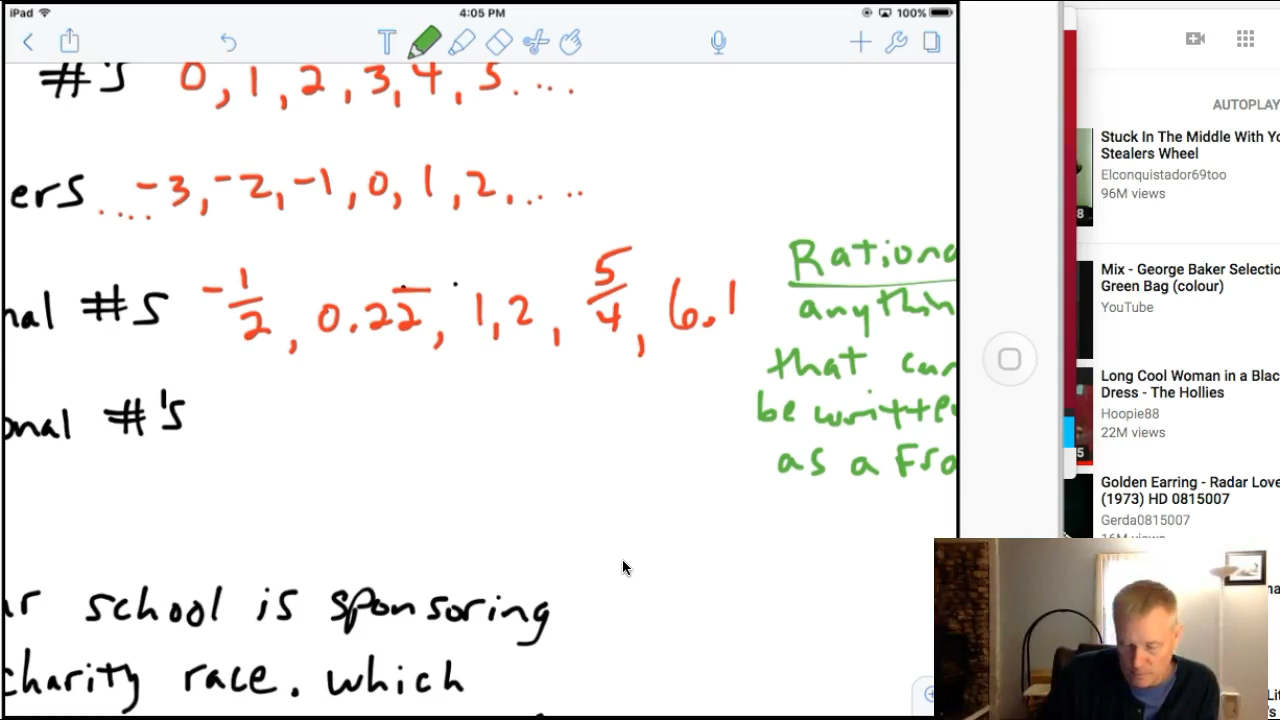 iPad 4:05 PM 100%
#'s 0, 1, 2, 3, 4, 5....
ers ....-3, -2, -1, 0, 1, 2, .....
nal #s -1/2, 0.22̅, 1, 2, 5/4, 6.1
onal #'s
Rationa
anythin
that can
be writte
as a Fra
ur school is sponsoring
charity race. which
AUTOPLAY
Stuck In The Middle With Yo
Stealers Wheel
Elconquistador69too
96M views
8
Mix - George Baker Selectio
Green Bag (colour)
YouTube
Long Cool Woman in a Blac
Dress - The Hollies
Hoopie88
22M views
5
Golden Earring - Radar Love
(1973) HD 0815007
Gerda0815007